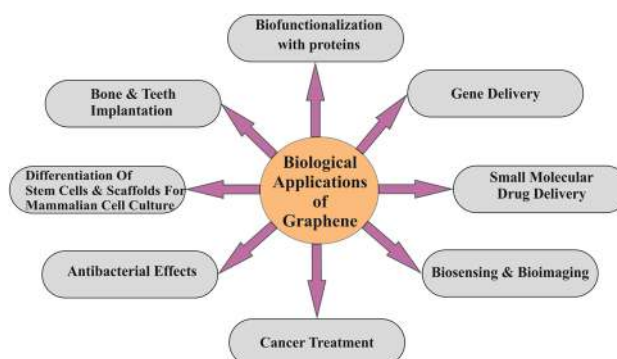 Biofunctionalization
with proteins
Bone & Teeth
Implantation
Gene Delivery
Differentiation Of
Stem Cells & Scaffolds For
Mammalian Cell Culture
Biological
Applications
of
Graphene
Small Molecular
Drug Delivery
Antibacterial Effects
Biosensing & Bioimaging
Cancer Treatment